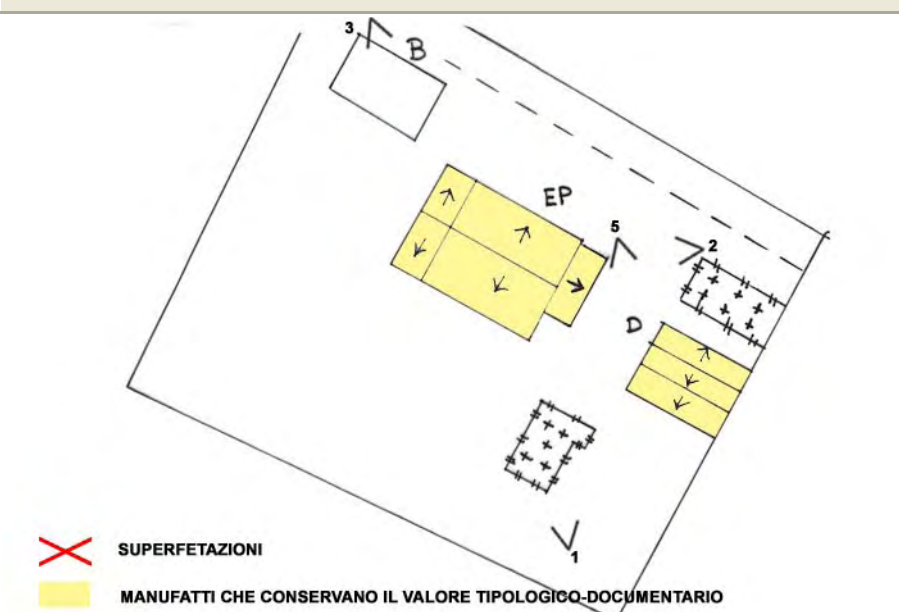 3
B
EP
5
2
D
1
SUPERFETAZIONI
MANUFATTI CHE CONSERVANO IL VALORE TIPOLOGICO-DOCUMENTARIO